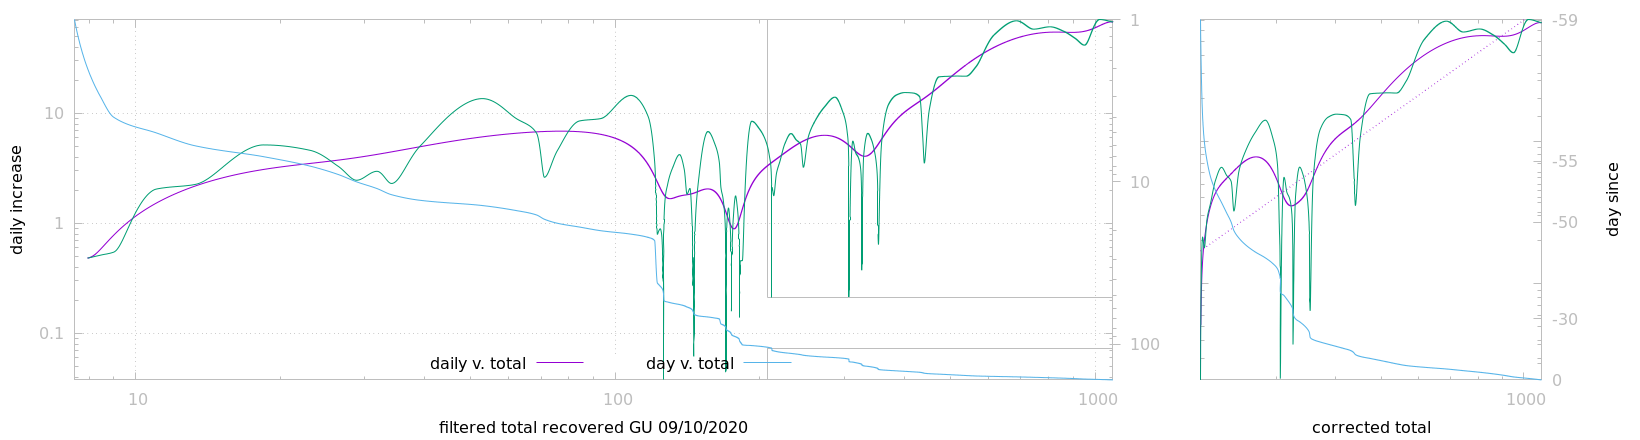 10
1
0.1
daily increase
1
10
100
daily v. total
day v. total
10
100
1000
filtered total recovered GU 09/10/2020
-59
-55
-50
-30
0
day since
1000
corrected total